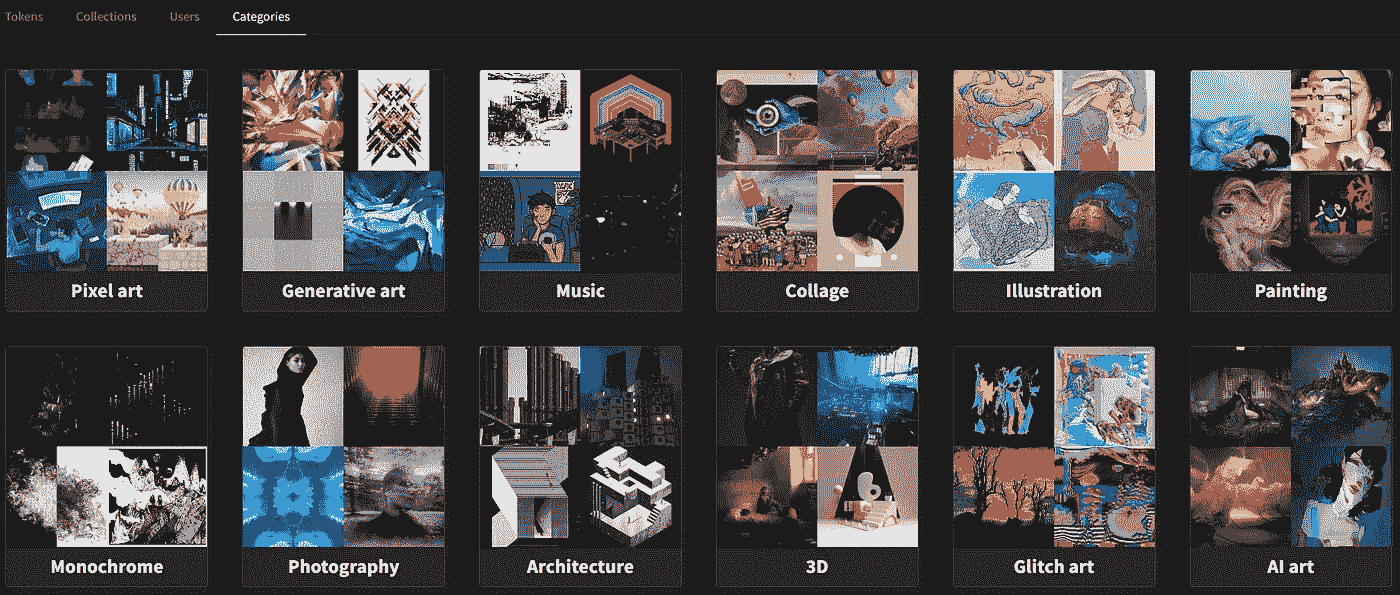 Tokens Collections Users Categories
Pixel art Generative art Music Collage Illustration Painting
Monochrome Photography Architecture 3D Glitch art AI art